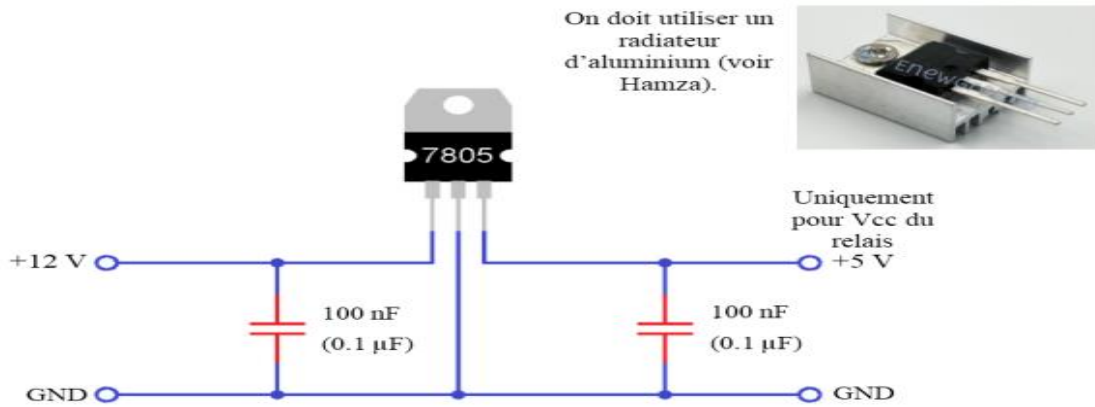 On doit utiliser un
radiateur
d'aluminium (voir
Hamza).
7805
Uniquement
pour Vcc du
relais
+12 V
+5 V
100 nF
(0.1 µF)
100 nF
(0.1 µF)
GND
GND